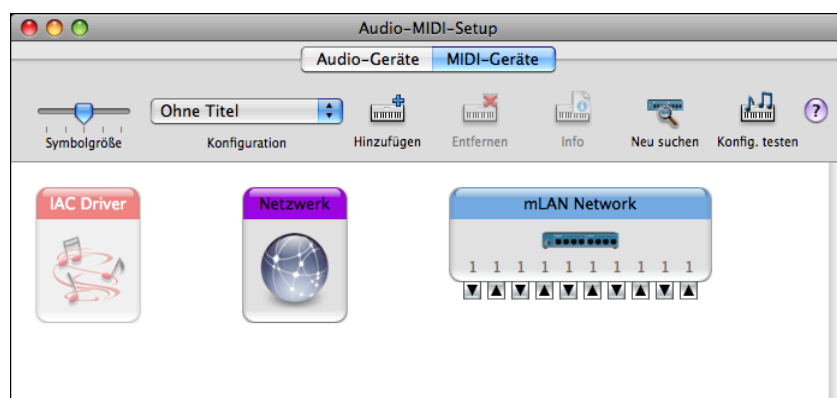 Audio-MIDI-Setup
Audio-Geräte MIDI-Geräte
Ohne Titel
Symbolgröße Konfiguration Hinzufügen Entfernen Info Neu suchen Konfig. testen ?
IAC Driver Netzwerk mLAN Network
1 1 1 1 1 1 1 1 1 1